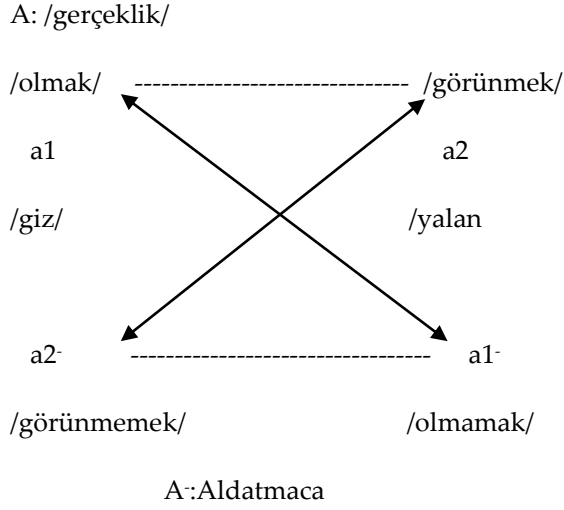 A: /gerçeklik/
/olmak/ ------------------------------- /görünmek/
a1 a2
/giz/ /yalan
a2- ---------------------------------- a1-
/görünmemek/ /olmamak/
A-:Aldatmaca